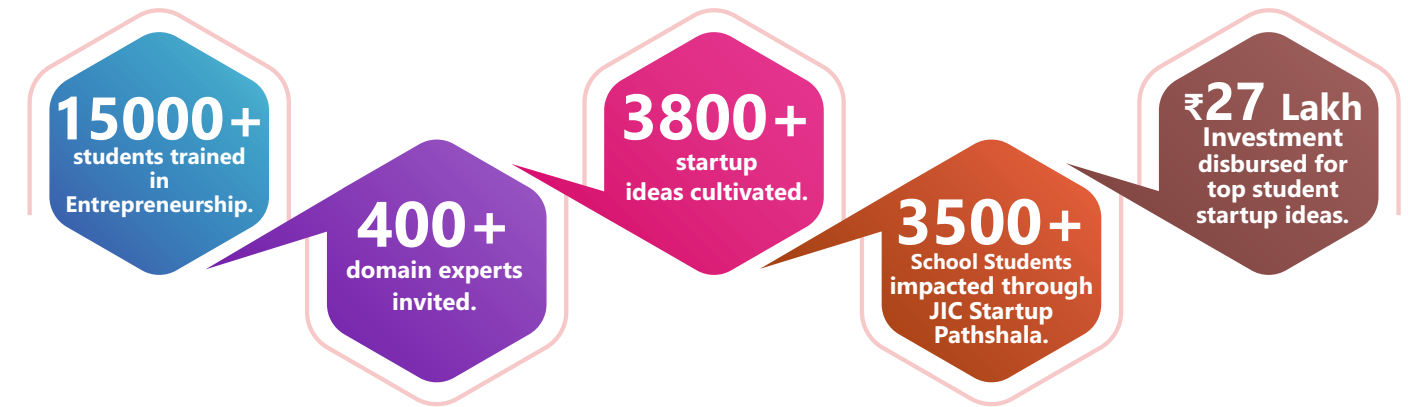 15000+
students trained
in
Entrepreneurship.
400+
domain experts
invited.
3800+
startup
ideas cultivated.
3500+
School Students
impacted through
JIC Startup
Pathshala.
₹27 Lakh
Investment
disbursed for
top student
startup ideas.